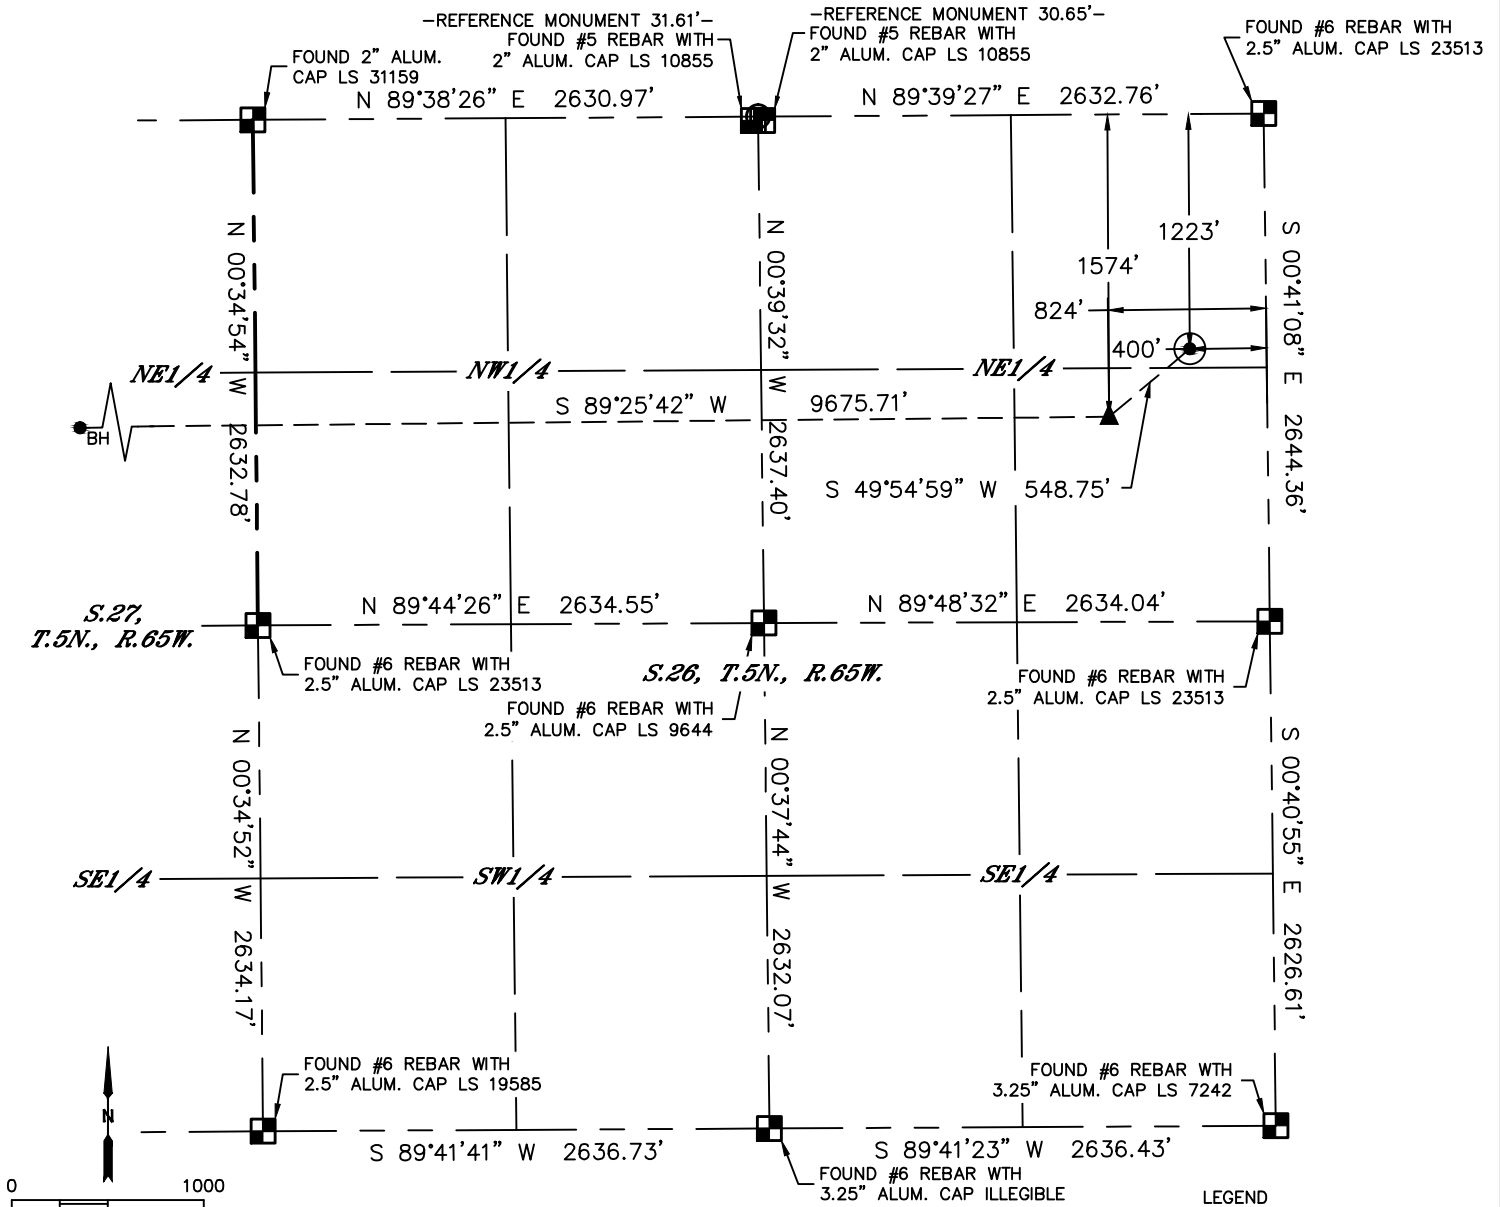 -REFERENCE MONUMENT 31.61'-
FOUND #5 REBAR WITH
2" ALUM. CAP LS 10855
-REFERENCE MONUMENT 30.65'-
FOUND #5 REBAR WITH
2" ALUM. CAP LS 10855
FOUND #6 REBAR WITH
2.5" ALUM. CAP LS 23513
FOUND 2" ALUM.
CAP LS 31159
N 89°38'26" E 2630.97'
N 89°39'27" E 2632.76'
N 00°34'54" W 2632.78'
N 00°39'32" W 2637.40'
S 00°41'08" E 2644.36'
1223'
1574'
824'
400'
NE1/4
NW1/4
NE1/4
S 89°25'42" W 9675.71'
BH
S 49°54'59" W 548.75'
N 89°44'26" E 2634.55'
N 89°48'32" E 2634.04'
S.27,
T.5N., R.65W.
FOUND #6 REBAR WITH
2.5" ALUM. CAP LS 23513
S.26, T.5N., R.65W.
FOUND #6 REBAR WITH
2.5" ALUM. CAP LS 9644
FOUND #6 REBAR WITH
2.5" ALUM. CAP LS 23513
N 00°34'52" W 2634.17'
N 00°37'44" W 2632.07'
S 00°40'55" E 2626.61'
SE1/4
SW1/4
SE1/4
FOUND #6 REBAR WITH
2.5" ALUM. CAP LS 19585
FOUND #6 REBAR WTH
3.25" ALUM. CAP LS 7242
N
S 89°41'41" W 2636.73'
S 89°41'23" W 2636.43'
FOUND #6 REBAR WTH
3.25" ALUM. CAP ILLEGIBLE
0 1000
LEGEND